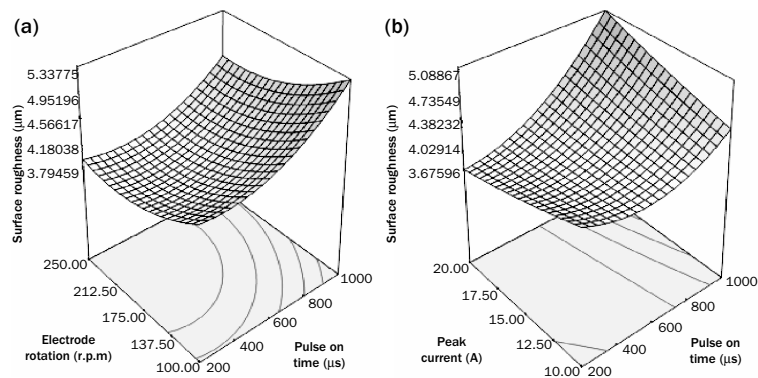 (a)
5.33775
4.95196
4.56617
4.18038
3.79459
Surface roughness (µm)
250.00
212.50
175.00
137.50
100.00
Electrode
rotation (r.p.m)
200
400
600
800
1000
Pulse on
time (µs)
(b)
5.08867
4.73549
4.38232
4.02914
3.67596
Surface roughness (µm)
20.00
17.50
15.00
12.50
10.00
Peak
current (A)
200
400
600
800
1000
Pulse on
time (µs)